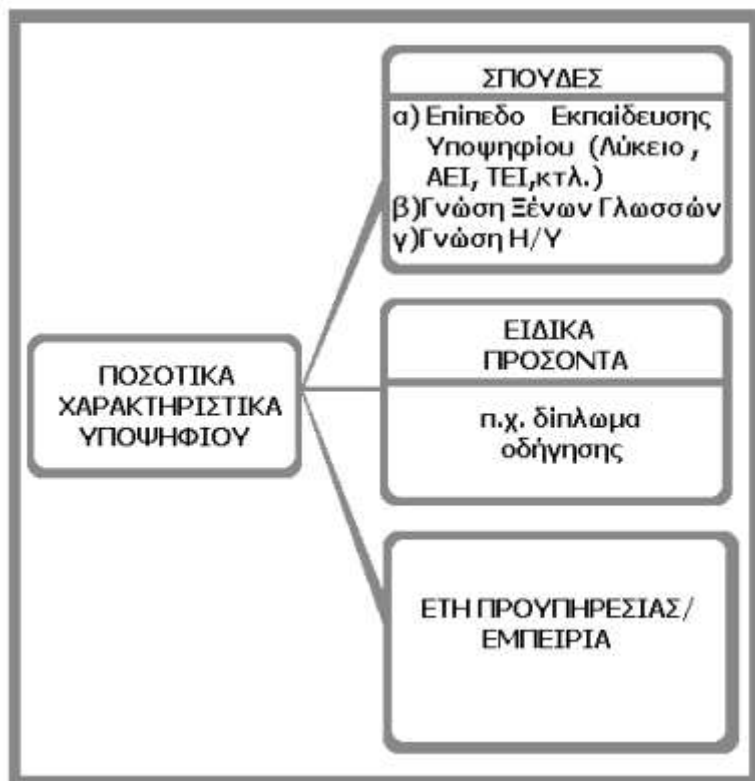 ΣΠΟΥΔΕΣ
α) Επίπεδο Εκπαίδευσης
Υποψηφίου (Λύκειο ,
ΑΕΙ, ΤΕΙ,κτλ.)
β)Γνώση Ξένων Γλωσσών
γ)Γνώση Η/Υ
ΠΟΣΟΤΙΚΑ
ΧΑΡΑΚΤΗΡΙΣΤΙΚΑ
ΥΠΟΨΗΦΙΟΥ
ΕΙΔΙΚΑ
ΠΡΟΣΟΝΤΑ
π.χ. δίπλωμα
οδήγησης
ΕΤΗ ΠΡΟΥΠΗΡΕΣΙΑΣ/
ΕΜΠΕΙΡΙΑ